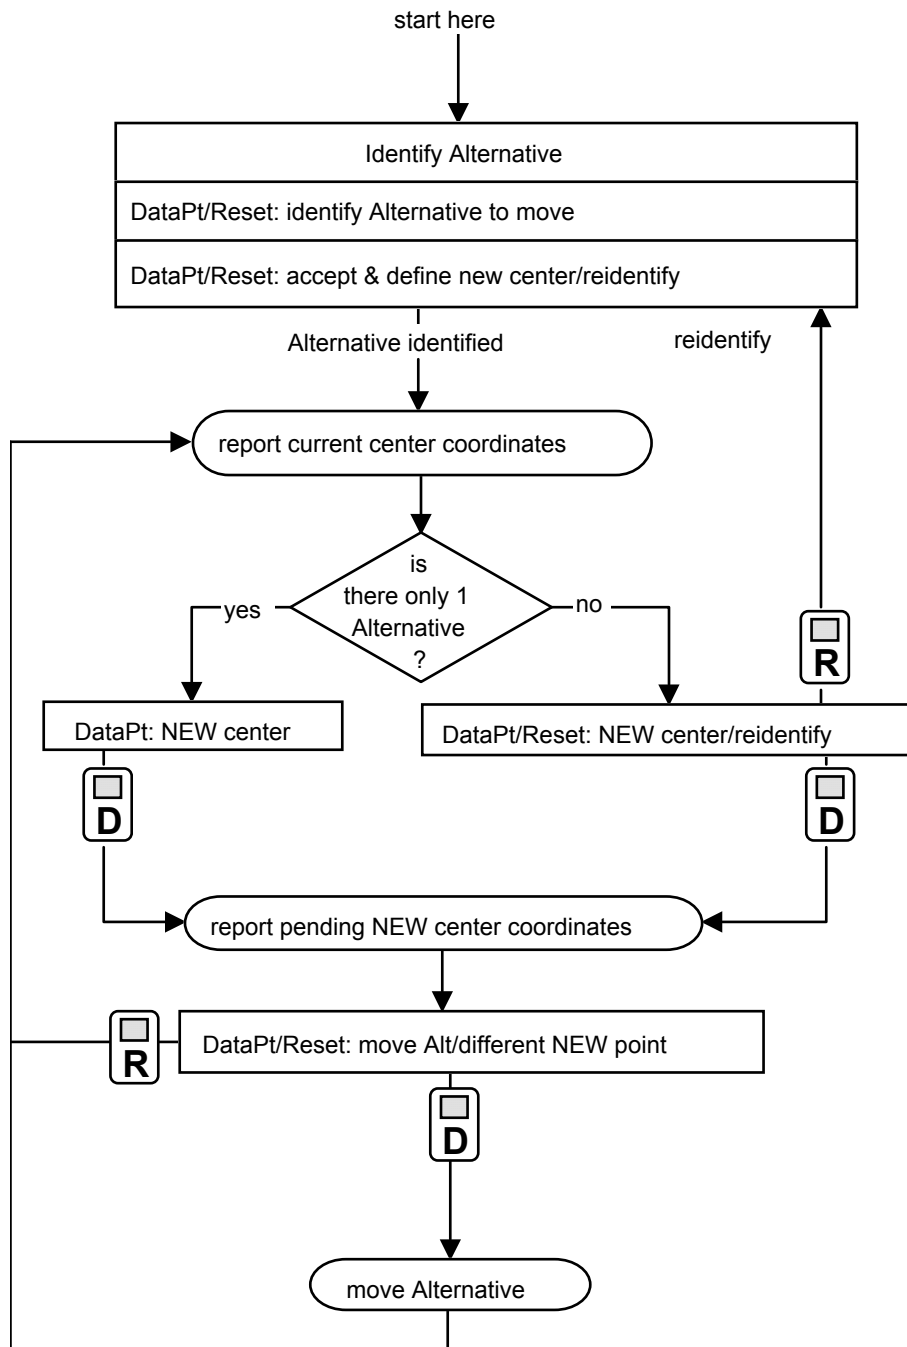 start here
Identify Alternative
DataPt/Reset: identify Alternative to move
DataPt/Reset: accept & define new center/reidentify
Alternative identified
reidentify
report current center coordinates
is
there only 1
Alternative
?
yes
no
R
DataPt: NEW center
DataPt/Reset: NEW center/reidentify
D
D
report pending NEW center coordinates
R
DataPt/Reset: move Alt/different NEW point
D
move Alternative